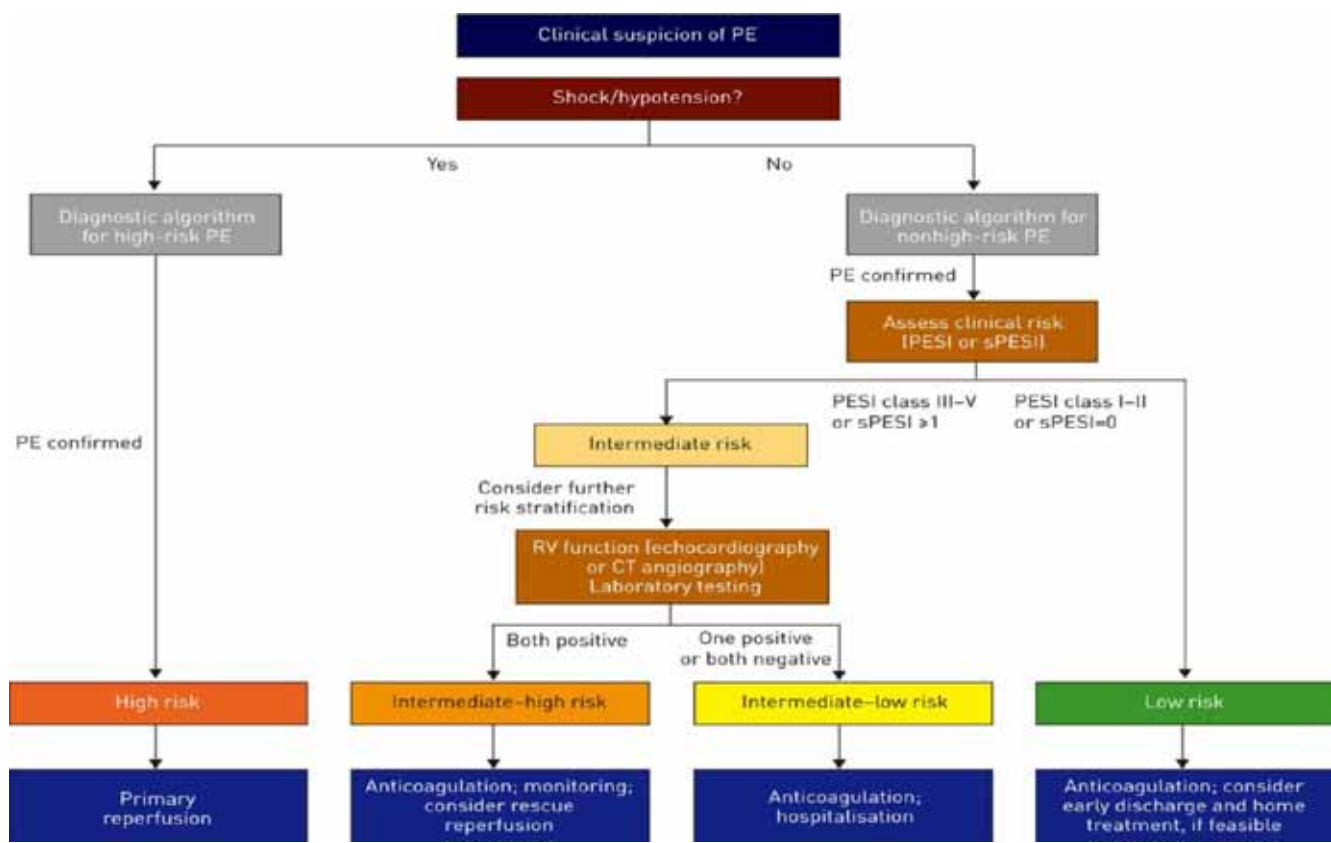 Clinical suspicion of PE
Shock/hypotension?
Yes
No
Diagnostic algorithm
for high-risk PE
Diagnostic algorithm for
nonhigh-risk PE
PE confirmed
Assess clinical risk
(PESI or sPESI)
PESI class III–V
or sPESI ⩾1
PESI class I–II
or sPESI=0
PE confirmed
Intermediate risk
Consider further
risk stratification
RV function (echocardiography
or CT angiography)
Laboratory testing
Both positive
One positive
or both negative
High risk
Intermediate–high risk
Intermediate–low risk
Low risk
Primary
reperfusion
Anticoagulation; monitoring;
consider rescue
reperfusion
Anticoagulation;
hospitalisation
Anticoagulation; consider
early discharge and home
treatment, if feasible